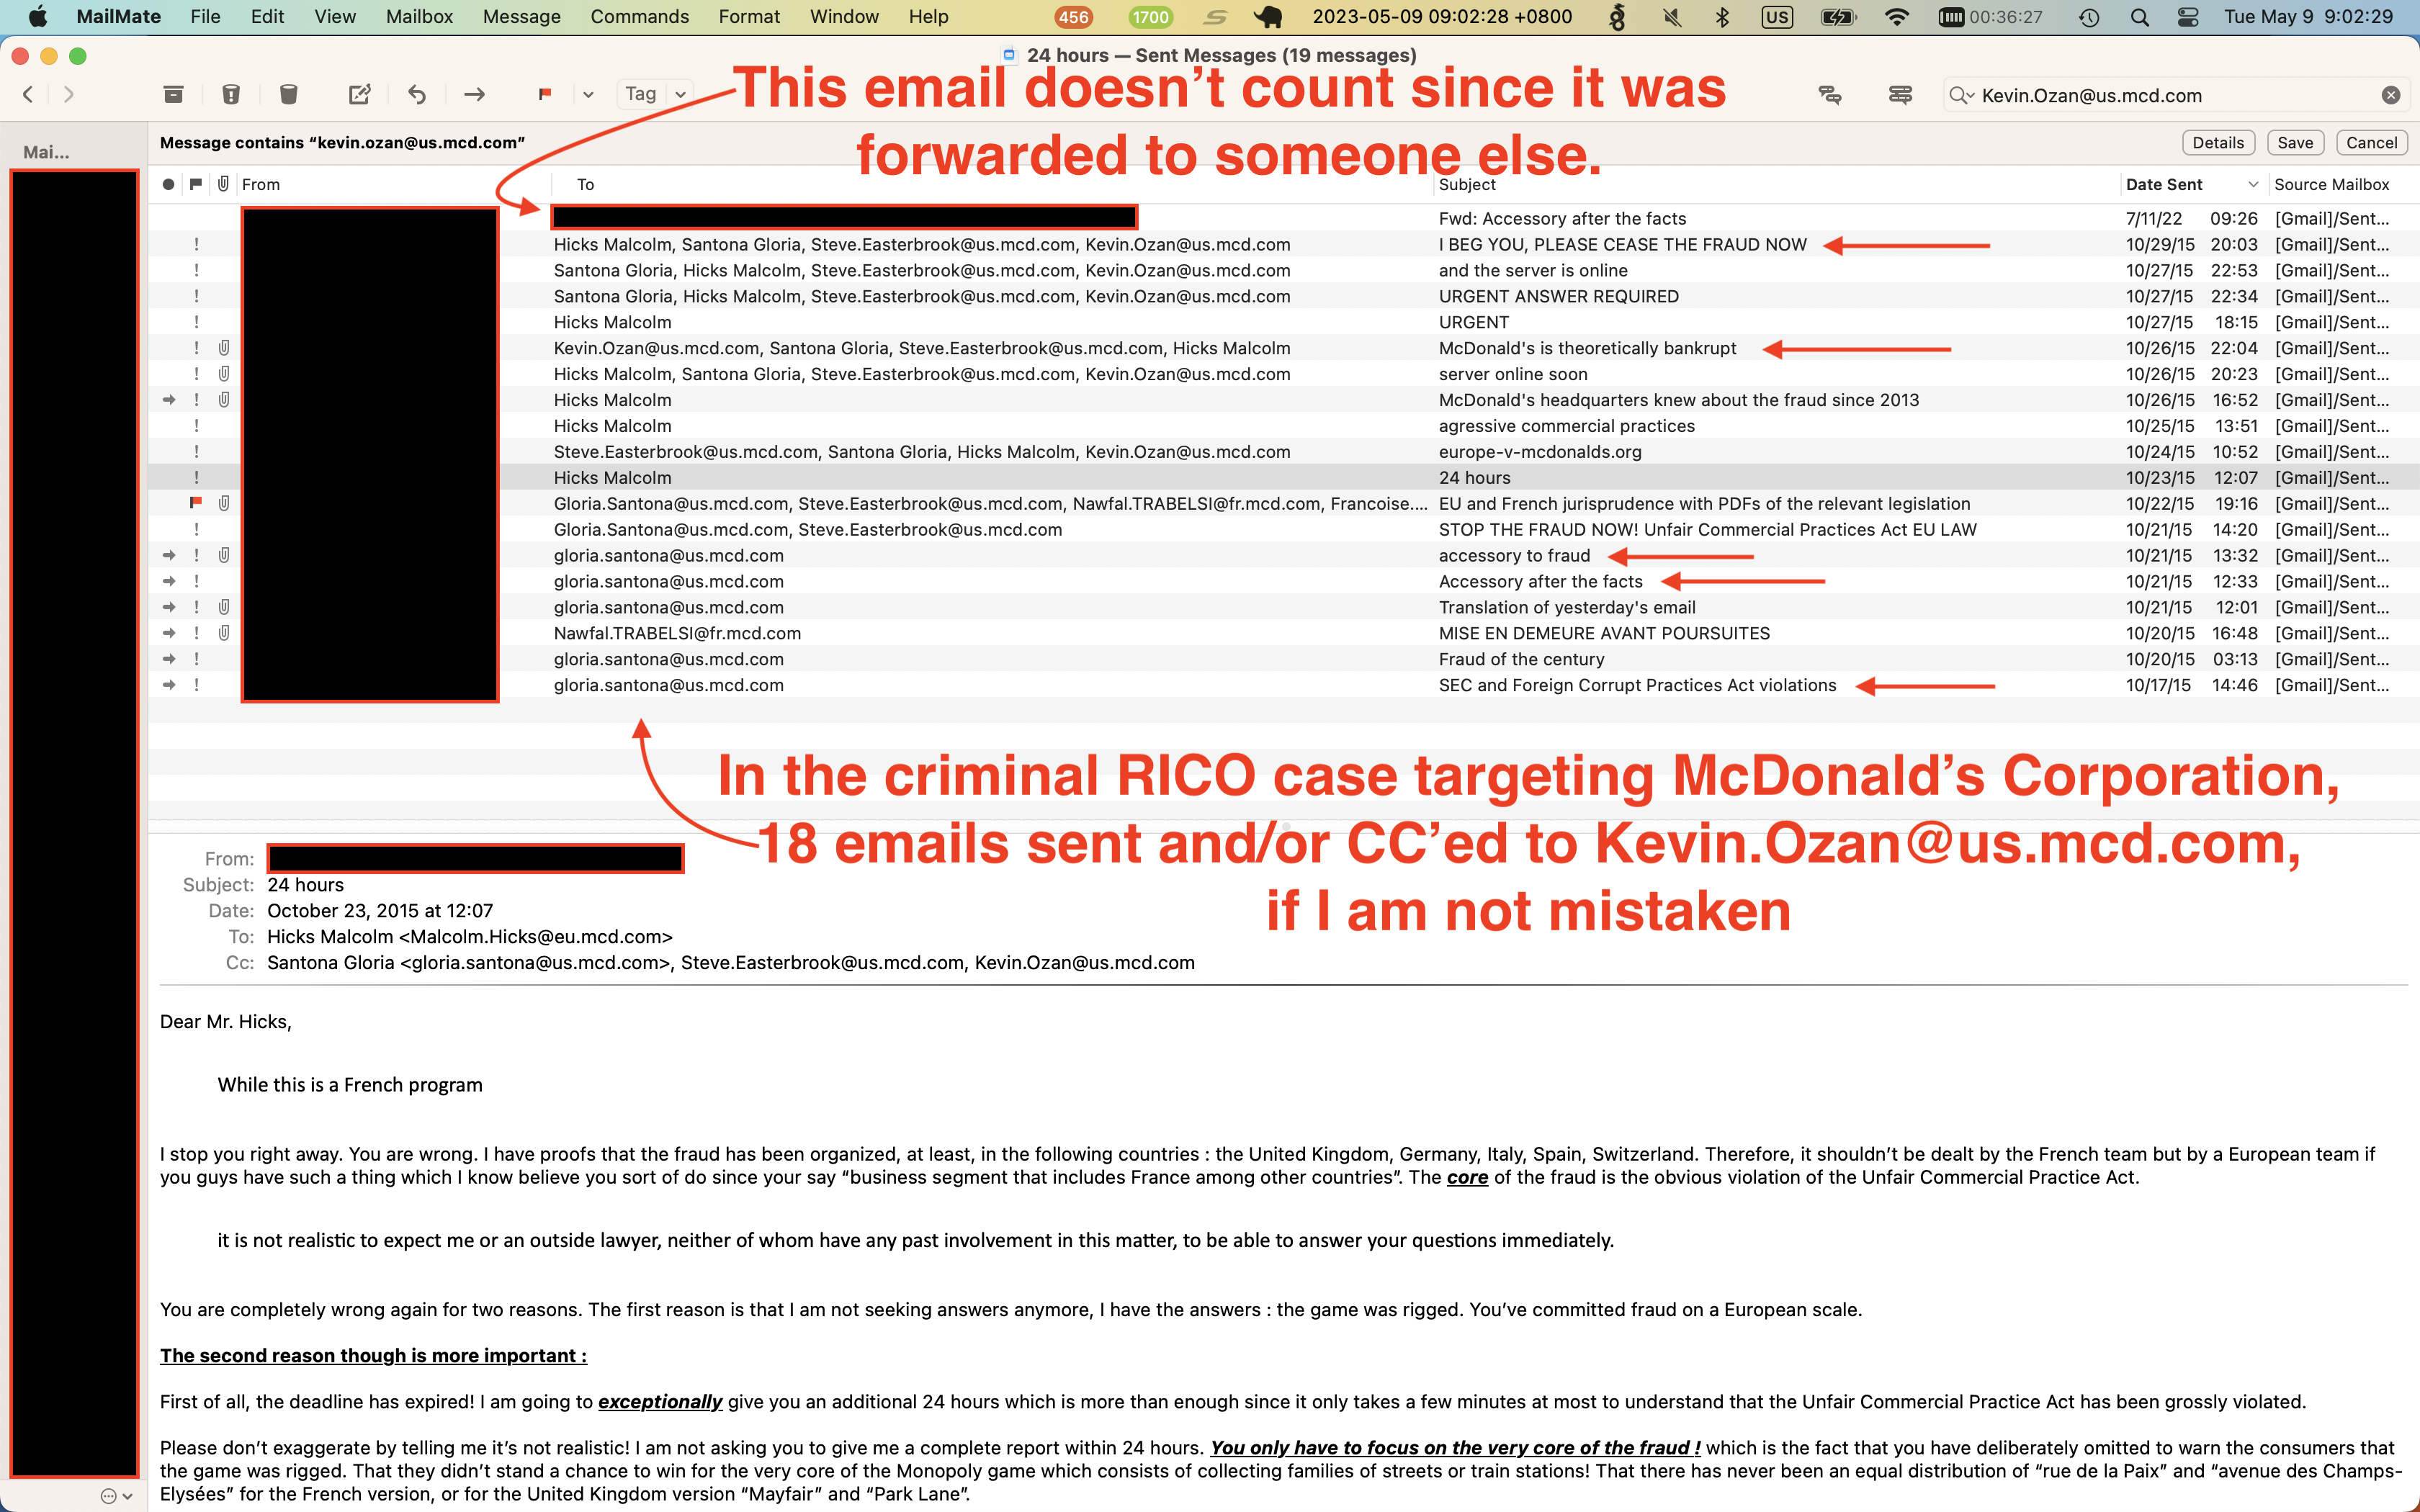 MailMate File Edit View Mailbox Message Commands Format Window Help 456 1700 2023-05-09 09:02:28 +0800 US 00:36:27 Tue May 9 9:02:29
24 hours — Sent Messages (19 messages)
Tag Kevin.Ozan@us.mcd.com
This email doesn’t count since it was
forwarded to someone else.
Mai...
Message contains “kevin.ozan@us.mcd.com” Details Save Cancel
From To Subject Date Sent Source Mailbox
Fwd: Accessory after the facts 7/11/22 09:26 [Gmail]/Sent...
! Hicks Malcolm, Santona Gloria, Steve.Easterbrook@us.mcd.com, Kevin.Ozan@us.mcd.com I BEG YOU, PLEASE CEASE THE FRAUD NOW 10/29/15 20:03 [Gmail]/Sent...
! Santona Gloria, Hicks Malcolm, Steve.Easterbrook@us.mcd.com, Kevin.Ozan@us.mcd.com and the server is online 10/27/15 22:53 [Gmail]/Sent...
! Santona Gloria, Hicks Malcolm, Steve.Easterbrook@us.mcd.com, Kevin.Ozan@us.mcd.com URGENT ANSWER REQUIRED 10/27/15 22:34 [Gmail]/Sent...
! Hicks Malcolm URGENT 10/27/15 18:15 [Gmail]/Sent...
! Kevin.Ozan@us.mcd.com, Santona Gloria, Steve.Easterbrook@us.mcd.com, Hicks Malcolm McDonald's is theoretically bankrupt 10/26/15 22:04 [Gmail]/Sent...
! Hicks Malcolm, Santona Gloria, Steve.Easterbrook@us.mcd.com, Kevin.Ozan@us.mcd.com server online soon 10/26/15 20:23 [Gmail]/Sent...
! Hicks Malcolm McDonald's headquarters knew about the fraud since 2013 10/26/15 16:52 [Gmail]/Sent...
! Hicks Malcolm agressive commercial practices 10/25/15 13:51 [Gmail]/Sent...
! Steve.Easterbrook@us.mcd.com, Santona Gloria, Hicks Malcolm, Kevin.Ozan@us.mcd.com europe-v-mcdonalds.org 10/24/15 10:52 [Gmail]/Sent...
! Hicks Malcolm 24 hours 10/23/15 12:07 [Gmail]/Sent...
Gloria.Santona@us.mcd.com, Steve.Easterbrook@us.mcd.com, Nawfal.TRABELSI@fr.mcd.com, Francoise.... EU and French jurisprudence with PDFs of the relevant legislation 10/22/15 19:16 [Gmail]/Sent...
! Gloria.Santona@us.mcd.com, Steve.Easterbrook@us.mcd.com STOP THE FRAUD NOW! Unfair Commercial Practices Act EU LAW 10/21/15 14:20 [Gmail]/Sent...
! gloria.santona@us.mcd.com accessory to fraud 10/21/15 13:32 [Gmail]/Sent...
! gloria.santona@us.mcd.com Accessory after the facts 10/21/15 12:33 [Gmail]/Sent...
! gloria.santona@us.mcd.com Translation of yesterday's email 10/21/15 12:01 [Gmail]/Sent...
! Nawfal.TRABELSI@fr.mcd.com MISE EN DEMEURE AVANT POURSUITES 10/20/15 16:48 [Gmail]/Sent...
! gloria.santona@us.mcd.com Fraud of the century 10/20/15 03:13 [Gmail]/Sent...
! gloria.santona@us.mcd.com SEC and Foreign Corrupt Practices Act violations 10/17/15 14:46 [Gmail]/Sent...
In the criminal RICO case targeting McDonald’s Corporation,
18 emails sent and/or CC’ed to Kevin.Ozan@us.mcd.com,
if I am not mistaken
From:
Subject: 24 hours
Date: October 23, 2015 at 12:07
To: Hicks Malcolm <Malcolm.Hicks@eu.mcd.com>
Cc: Santona Gloria <gloria.santona@us.mcd.com>, Steve.Easterbrook@us.mcd.com, Kevin.Ozan@us.mcd.com
Dear Mr. Hicks,
While this is a French program
I stop you right away. You are wrong. I have proofs that the fraud has been organized, at least, in the following countries : the United Kingdom, Germany, Italy, Spain, Switzerland. Therefore, it shouldn’t be dealt by the French team but by a European team if
you guys have such a thing which I know believe you sort of do since your say “business segment that includes France among other countries”. The core of the fraud is the obvious violation of the Unfair Commercial Practice Act.
it is not realistic to expect me or an outside lawyer, neither of whom have any past involvement in this matter, to be able to answer your questions immediately.
You are completely wrong again for two reasons. The first reason is that I am not seeking answers anymore, I have the answers : the game was rigged. You’ve committed fraud on a European scale.
The second reason though is more important :
First of all, the deadline has expired! I am going to exceptionally give you an additional 24 hours which is more than enough since it only takes a few minutes at most to understand that the Unfair Commercial Practice Act has been grossly violated.
Please don’t exaggerate by telling me it’s not realistic! I am not asking you to give me a complete report within 24 hours. You only have to focus on the very core of the fraud ! which is the fact that you have deliberately omitted to warn the consumers that
the game was rigged. That they didn’t stand a chance to win for the very core of the Monopoly game which consists of collecting families of streets or train stations! That there has never been an equal distribution of “rue de la Paix” and “avenue des Champs-
Elysées” for the French version, or for the United Kingdom version “Mayfair” and “Park Lane”.